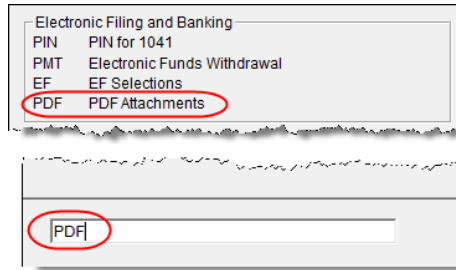 Electronic Filing and Banking
PIN PIN for 1041
PMT Electronic Funds Withdrawal
EF EF Selections
PDF PDF Attachments
PDF